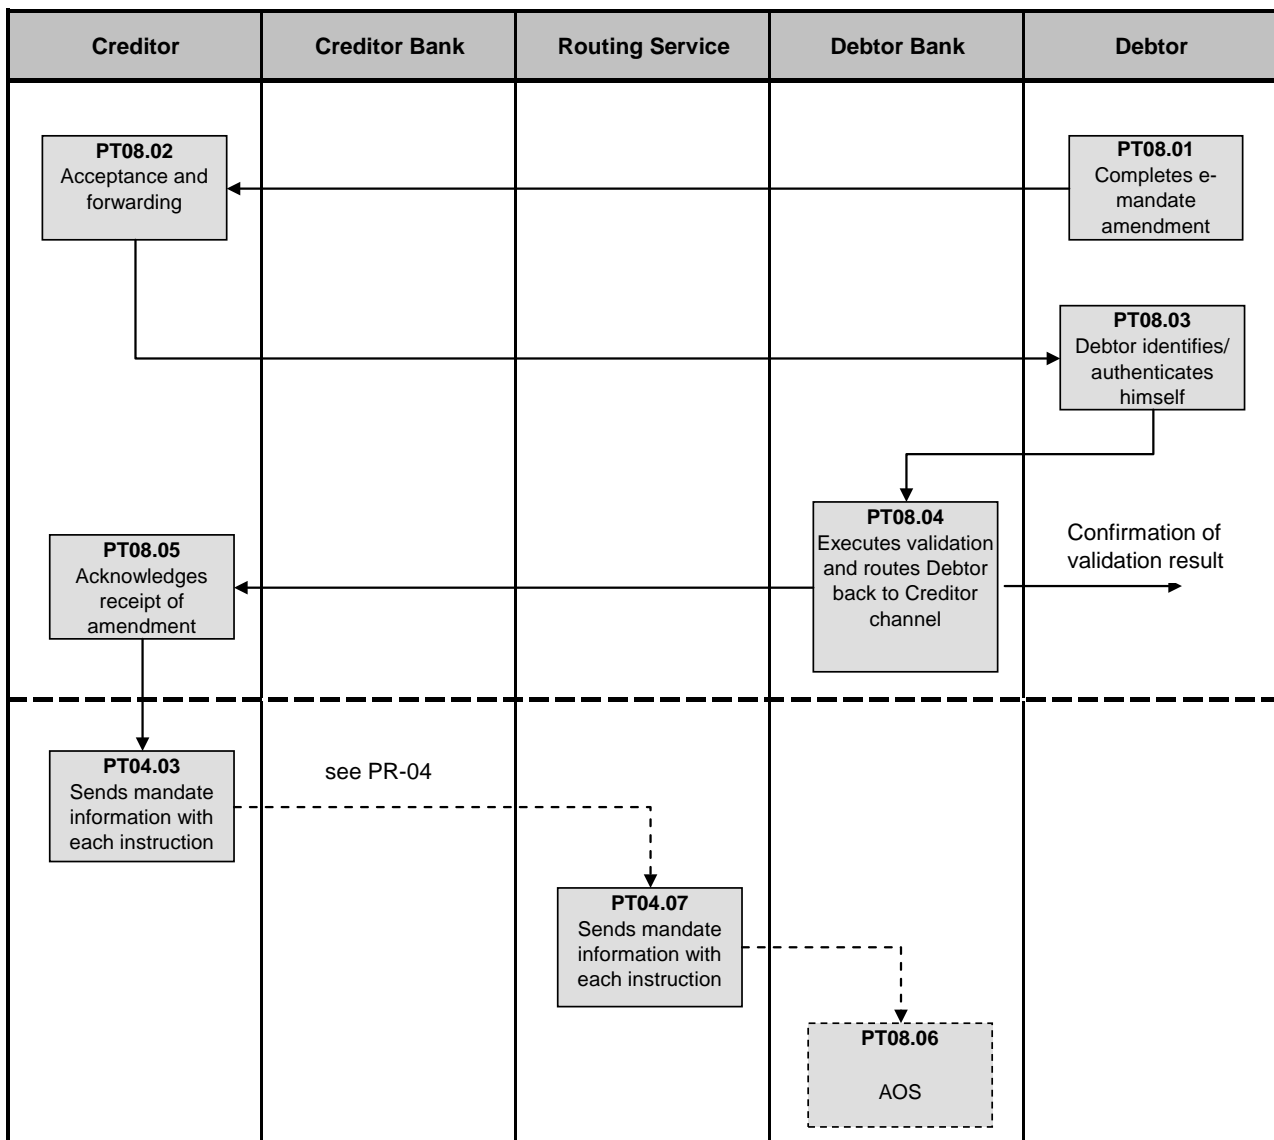 Creditor
Creditor Bank
Routing Service
Debtor Bank
Debtor
PT08.02
Acceptance and
forwarding
PT08.01
Completes e-
mandate
amendment
PT08.03
Debtor identifies/
authenticates
himself
PT08.04
Executes validation
and routes Debtor
back to Creditor
channel
Confirmation of
validation result
PT08.05
Acknowledges
receipt of
amendment
PT04.03
Sends mandate
information with
each instruction
see PR-04
PT04.07
Sends mandate
information with
each instruction
PT08.06
AOS